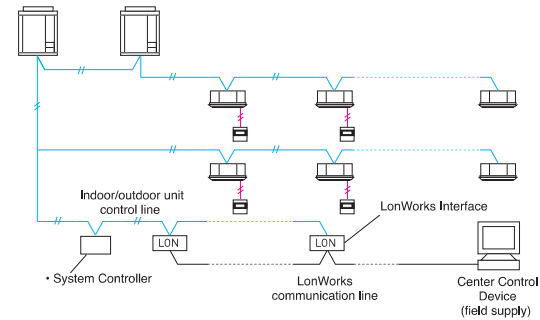 Indoor/outdoor unit
control line
LON
LON
LonWorks Interface
• System Controller
LonWorks
communication line
Center Control
Device
(field supply)